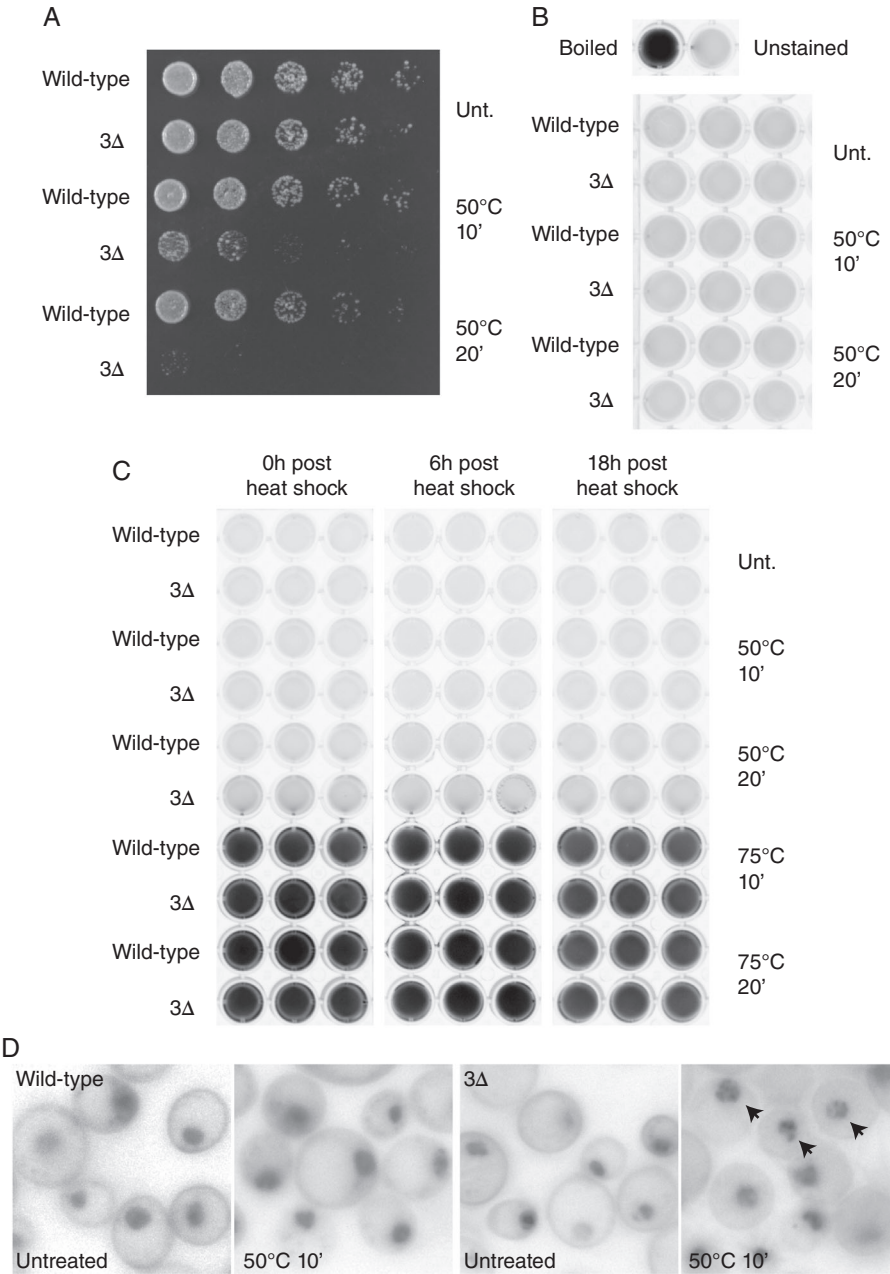 A
Wild-type
3Δ
Unt.
Wild-type
3Δ
50°C
10'
Wild-type
3Δ
50°C
20'
B
Boiled
Unstained
Wild-type
3Δ
Unt.
Wild-type
3Δ
50°C
10'
Wild-type
3Δ
50°C
20'
C
0h post
heat shock
6h post
heat shock
18h post
heat shock
Wild-type
3Δ
Unt.
Wild-type
3Δ
50°C
10'
Wild-type
3Δ
50°C
20'
Wild-type
3Δ
75°C
10'
Wild-type
3Δ
75°C
20'
D
Wild-type
Untreated
50°C 10'
3Δ
Untreated
50°C 10'